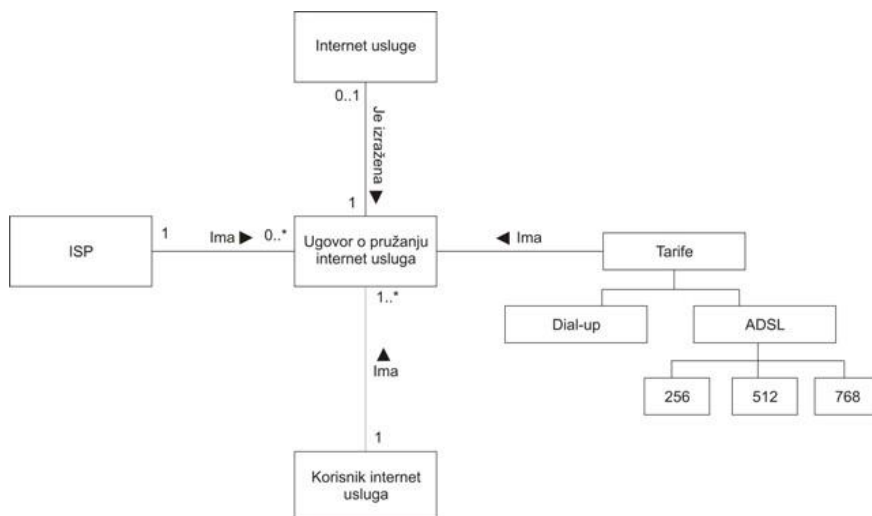 Internet usluge
0..1
Je izražena
1
ISP
1
Ima
0..*
Ugovor o pružanju
internet usluga
Ima
Tarife
1..*
Dial-up
ADSL
Ima
256
512
768
1
Korisnik internet
usluga